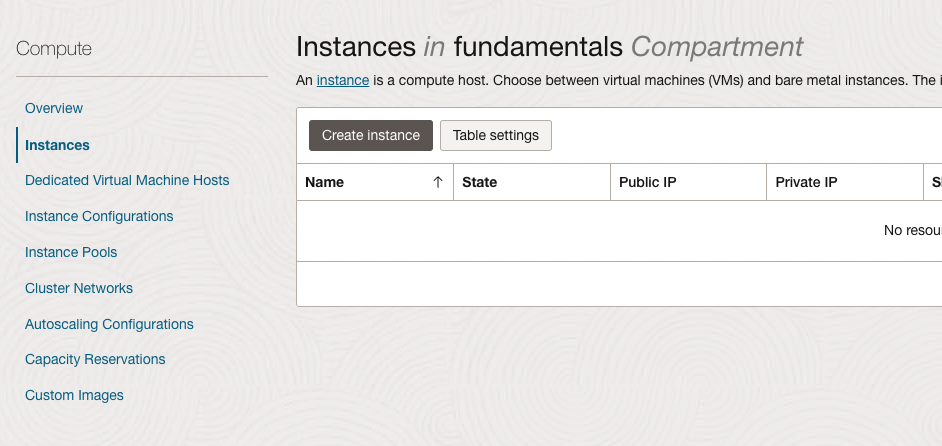 Compute
Overview
Instances
Dedicated Virtual Machine Hosts
Instance Configurations
Instance Pools
Cluster Networks
Autoscaling Configurations
Capacity Reservations
Custom Images
Instances in fundamentals Compartment
An instance is a compute host. Choose between virtual machines (VMs) and bare metal instances. The
Create instance Table settings
Name State Public IP Private IP
No